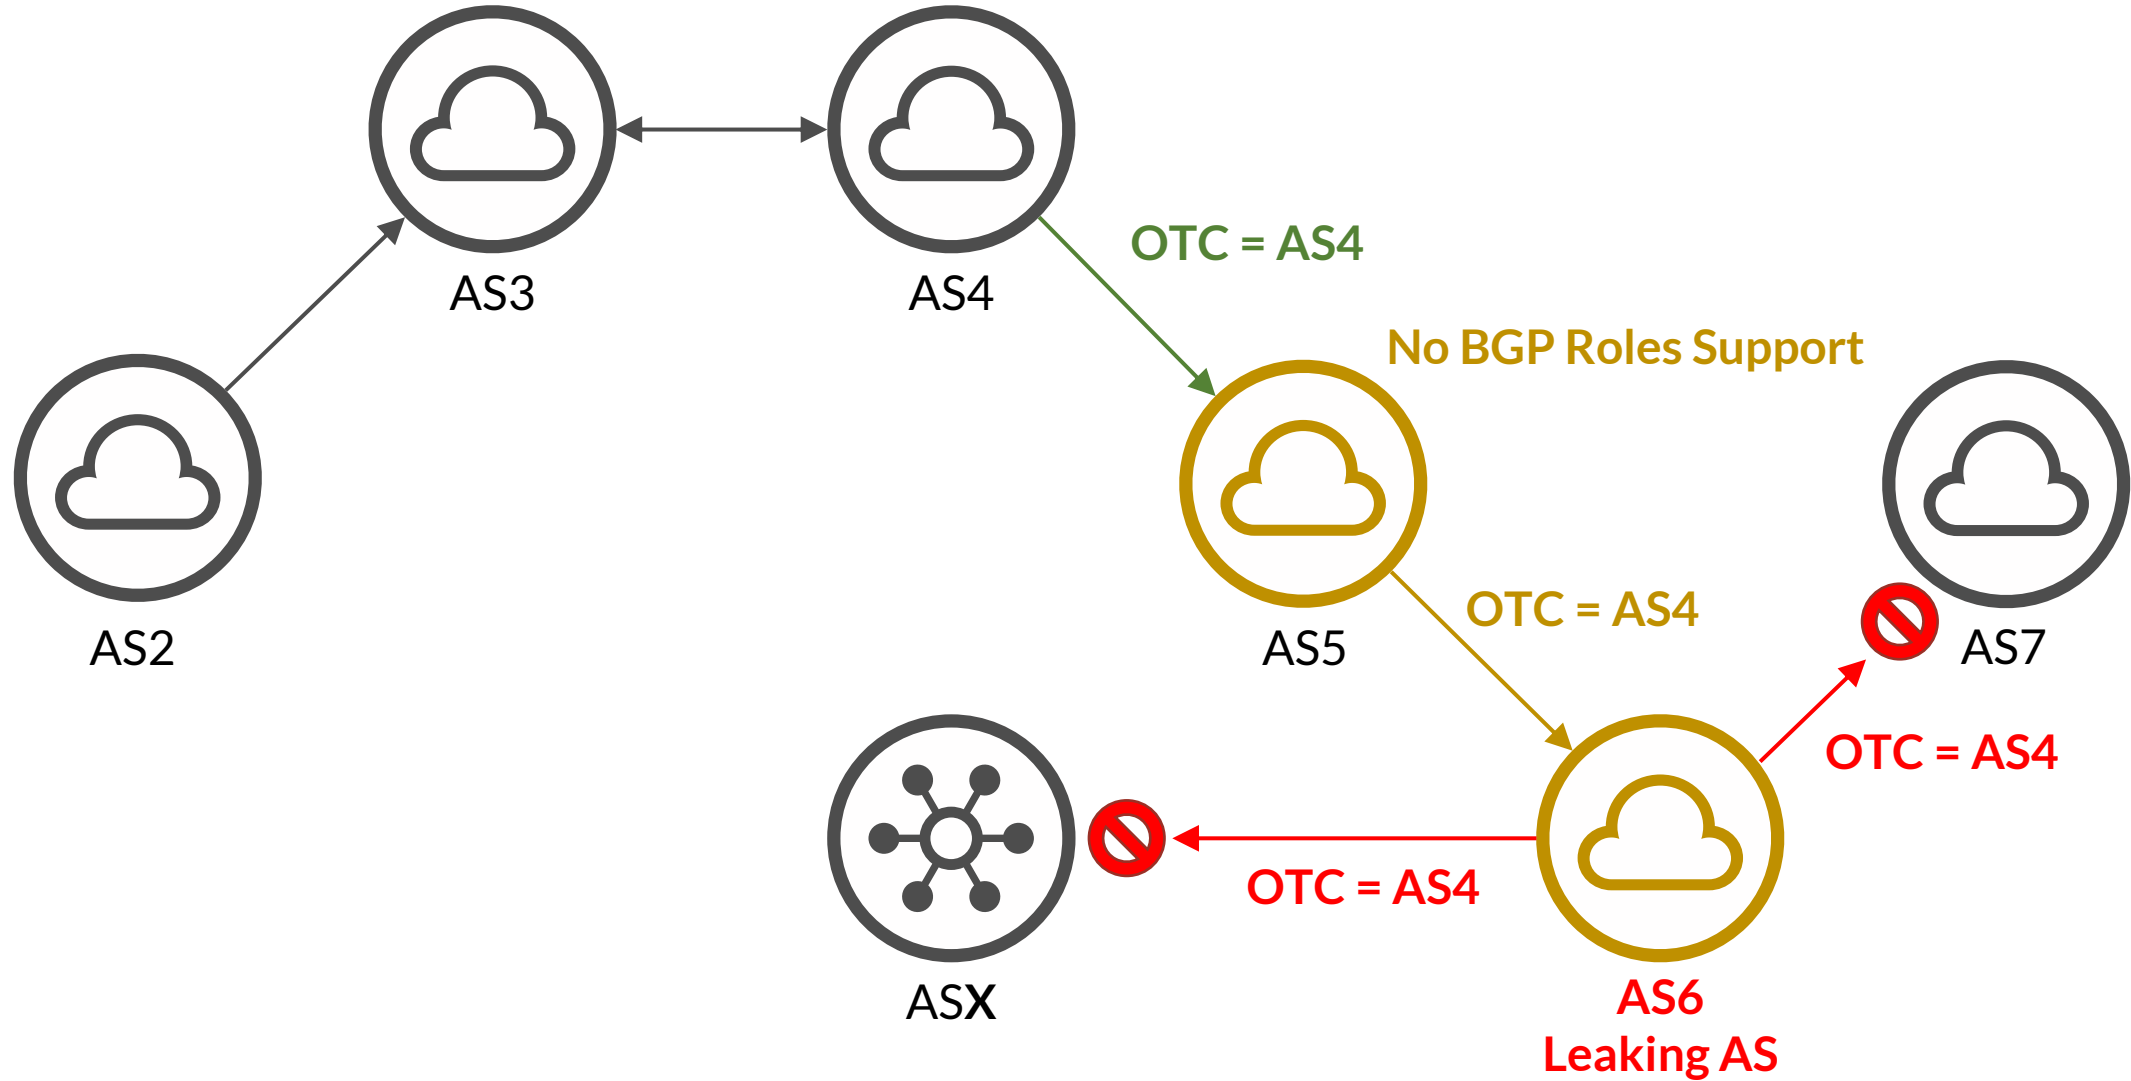 AS3
AS4
OTC = AS4
No BGP Roles Support
AS2
AS5
OTC = AS4
AS7
OTC = AS4
OTC = AS4
ASX
AS6
Leaking AS